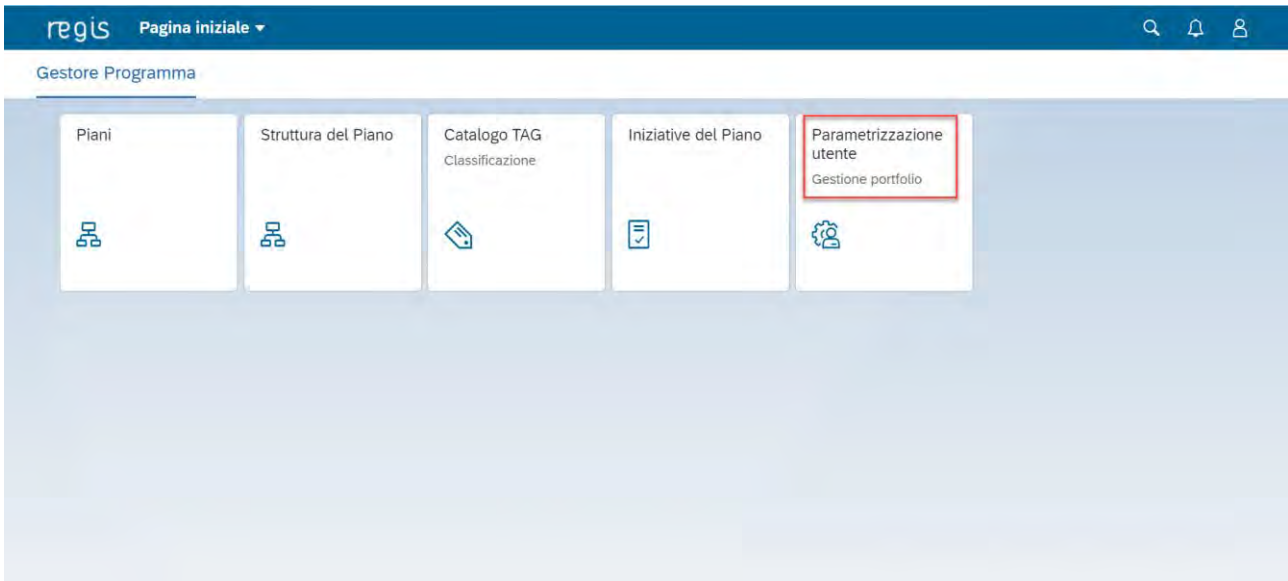 regis Pagina iniziale
Gestore Programma
Piani
Struttura del Piano
Catalogo TAG
Classificazione
Iniziative del Piano
Parametrizzazione
utente
Gestione portfolio